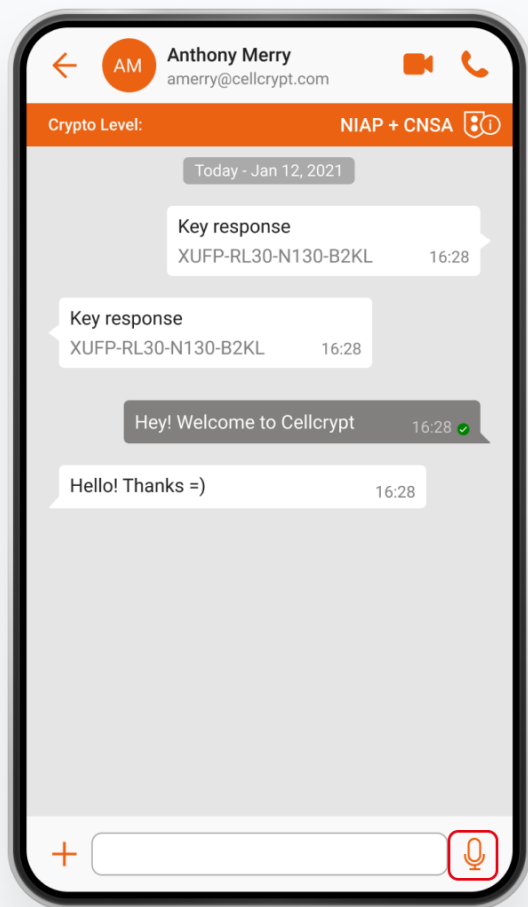 AM
Anthony Merry
amerry@cellcrypt.com
Crypto Level:
NIAP + CNSA
Today - Jan 12, 2021
Key response
XUFP-RL30-N130-B2KL 16:28
Key response
XUFP-RL30-N130-B2KL 16:28
Hey! Welcome to Cellcrypt 16:28
Hello! Thanks =) 16:28